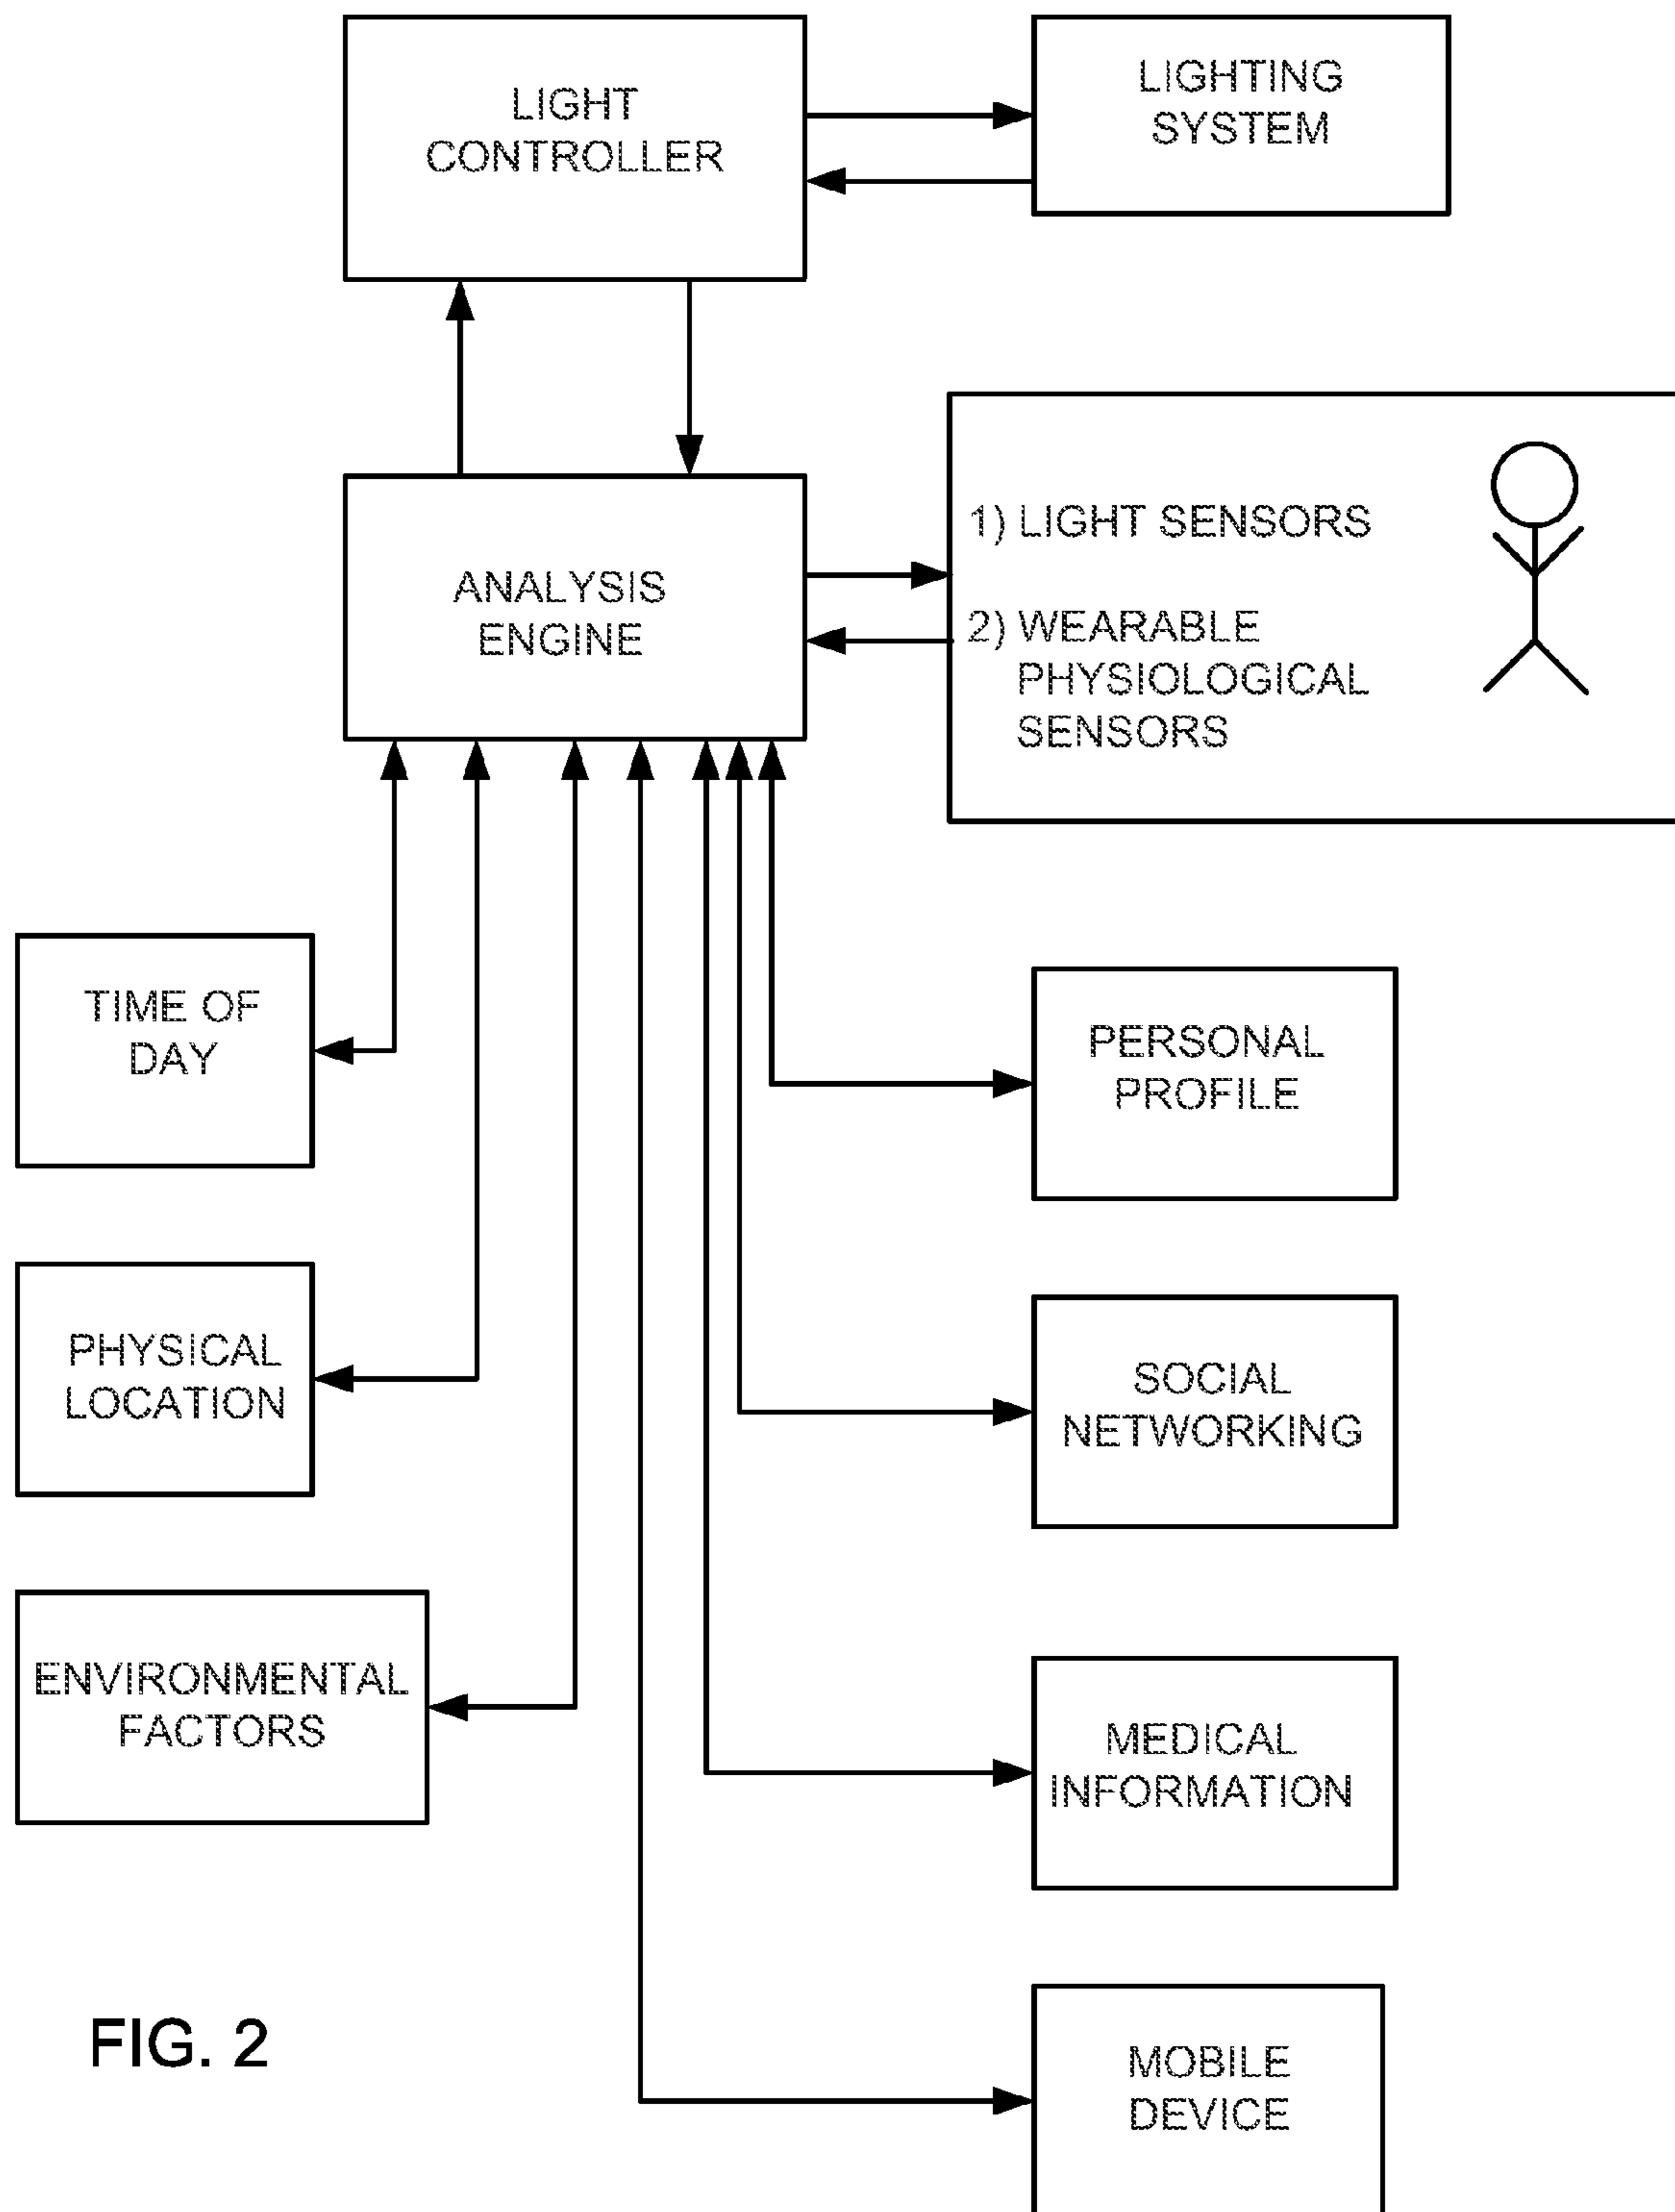 LIGHT
CONTROLLER
LIGHTING
SYSTEM
ANALYSIS
ENGINE
1) LIGHT SENSORS
2) WEARABLE
PHYSIOLOGICAL
SENSORS
TIME OF
DAY
PERSONAL
PROFILE
PHYSICAL
LOCATION
SOCIAL
NETWORKING
ENVIRONMENTAL
FACTORS
MEDICAL
INFORMATION
FIG. 2
MOBILE
DEVICE